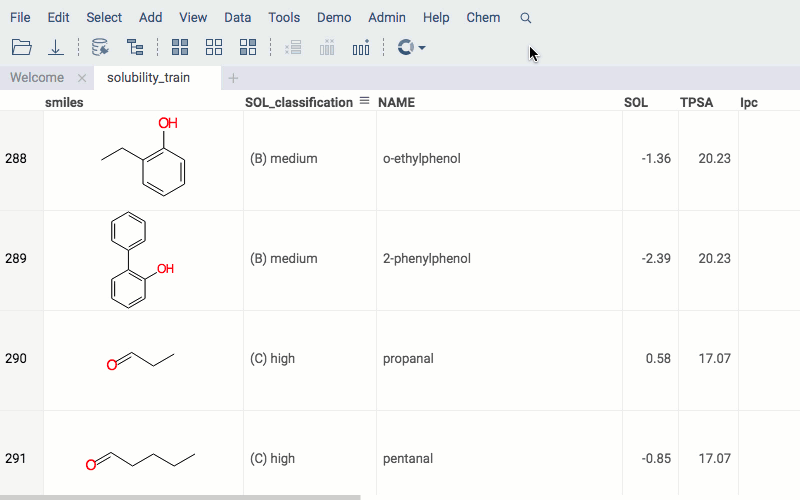 File Edit Select Add View Data Tools Demo Admin Help Chem
Welcome × solubility_train +
smiles SOL_classification NAME SOL TPSA Ipc
OH
288 (B) medium o-ethylphenol -1.36 20.23
289 OH (B) medium 2-phenylphenol -2.39 20.23
290 O (C) high propanal 0.58 17.07
291 O (C) high pentanal -0.85 17.07